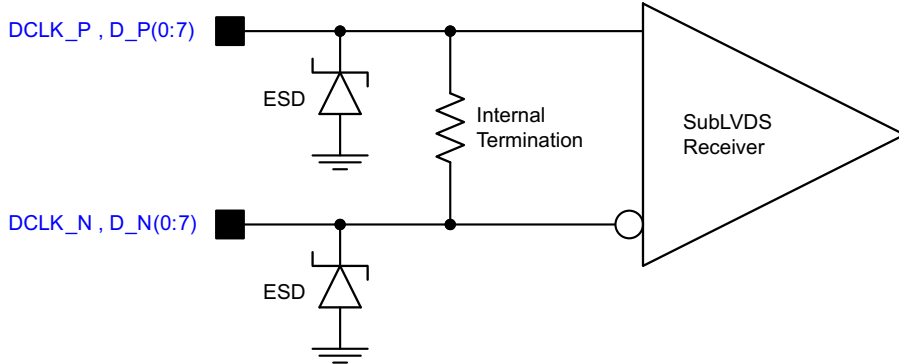 DCLK_P , D_P(0:7)
ESD
Internal
Termination
SubLVDS
Receiver
DCLK_N , D_N(0:7)
ESD